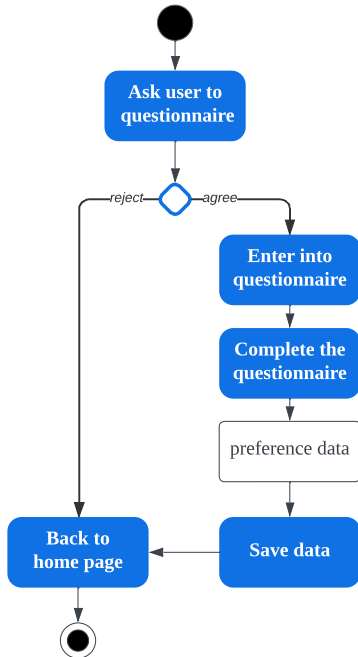 Ask user to
questionnaire
reject
agree
Enter into
questionnaire
Complete the
questionnaire
preference data
Back to
home page
Save data